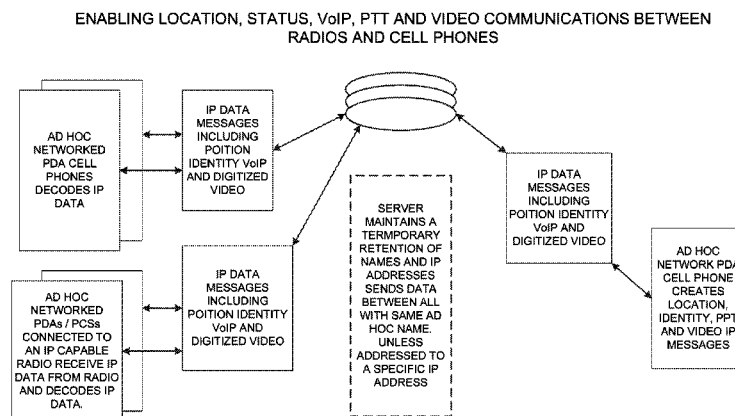 ENABLING LOCATION, STATUS, VoIP, PTT AND VIDEO COMMUNICATIONS BETWEEN
RADIOS AND CELL PHONES
AD HOC
NETWORKED
PDA CELL
PHONES
DECODES IP
DATA
IP DATA
MESSAGES
INCLUDING
POITION
IDENTITY VoIP
AND DIGITIZED
VIDEO
AD HOC
NETWORKED
PDAs / PCSs
CONNECTED TO
AN IP CAPABLE
RADIO RECEIVE IP
DATA FROM RADIO
AND DECODES IP
DATA.
IP DATA
MESSAGES
INCLUDING
POITION IDENTITY
VoIP AND
DIGITIZED VIDEO
SERVER
MAINTAINS A
TERMPORARY
RETENTION OF
NAMES AND IP
ADDRESSES
SENDS DATA
BETWEEN ALL
WITH SAME AD
HOC NAME.
UNLESS
ADDRESSED TO
A SPECIFIC IP
ADDRESS
IP DATA
MESSAGES
INCLUDING
POITION IDENTITY
VoIP AND
DIGITIZED VIDEO
AD HOC
NETWORK PDA
CELL PHONE
CREATES
LOCATION,
IDENTITY, PPT
AND VIDEO IP
MESSAGES